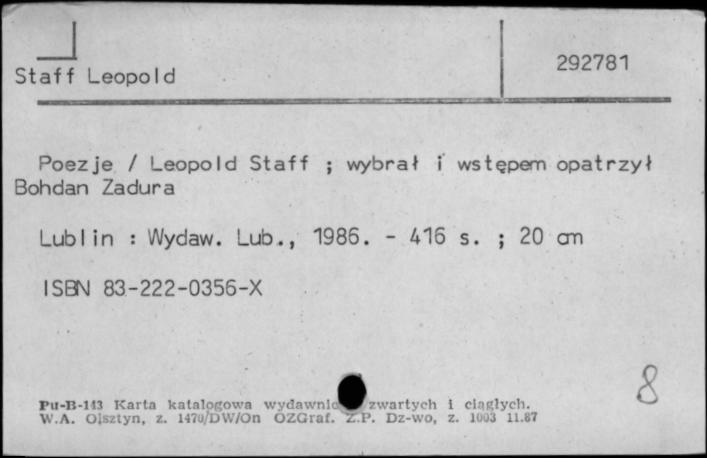 292781
Staff Leopold
Poezje / Leopold Staff ; wybrał i wstępem opatrzył
Bohdan Zadura
Lublin : Wydaw. Lub., 1986. - 416 s. ; 20 cm
ISBN 83-222-0356-X
8
Pu-B-113 Karta katalogowa zwartych i ciągłych.
W.A. Olsztyn, z. 1470/DW/On OZGraf. Z.P. Dz-wo, z. 1003 11.87